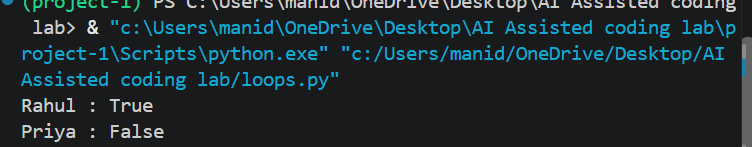 (project-1) PS C:\Users\manid\OneDrive\Desktop\AI Assisted coding
lab> & "c:\Users\manid\OneDrive\Desktop\AI Assisted coding lab\p
roject-1\Scripts\python.exe" "c:/Users/manid/OneDrive/Desktop/AI
Assisted coding lab/loops.py"
Rahul : True
Priya : False